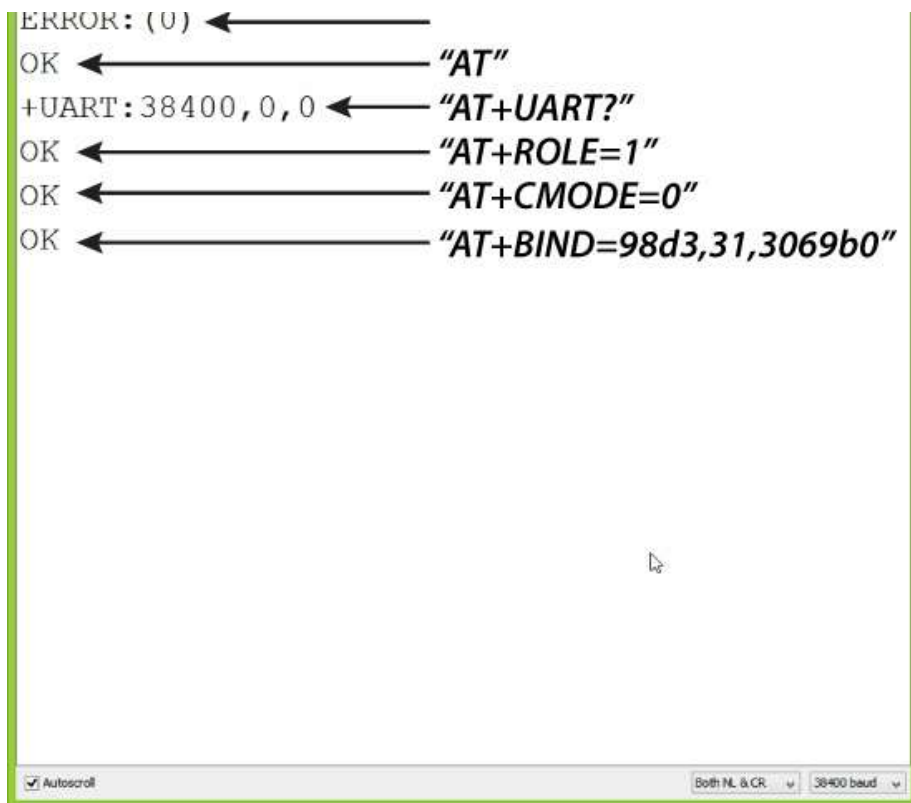 ERROR:(0)
OK "AT"
+UART:38400,0,0 "AT+UART?"
OK "AT+ROLE=1"
OK "AT+CMODE=0"
OK "AT+BIND=98d3,31,3069b0"
Autoscroll Both NL & CR 38400 baud